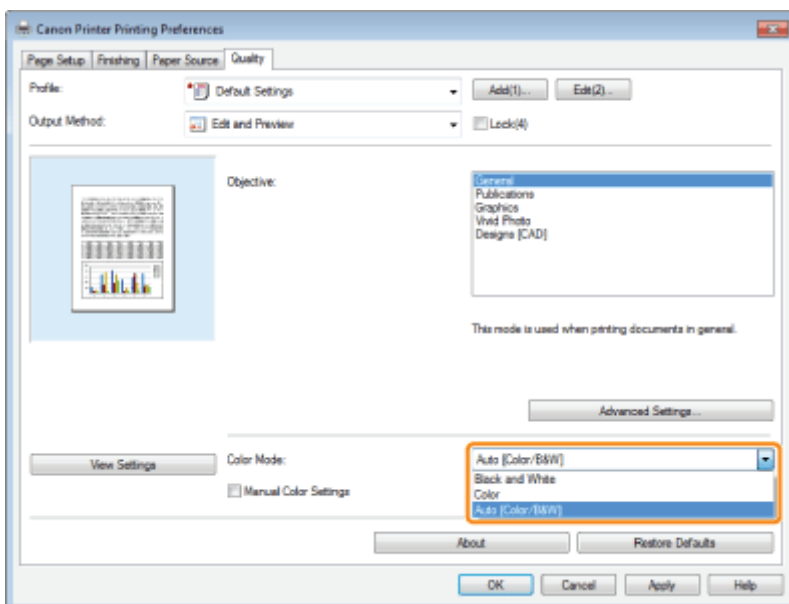 Canon Printer Printing Preferences
Page Setup Finishing Paper Source Quality
Profile: Default Settings Add(1)... Edit(2)...
Output Method: Edit and Preview Lock(4)
Objective: General
Publications
Graphics
Vivid Photo
Designs [CAD]
This mode is used when printing documents in general.
Advanced Settings...
View Settings Color Mode: Auto [Color/B&W]
Black and White
Manual Color Settings Color
Auto [Color/B&W]
About Restore Defaults
OK Cancel Apply Help